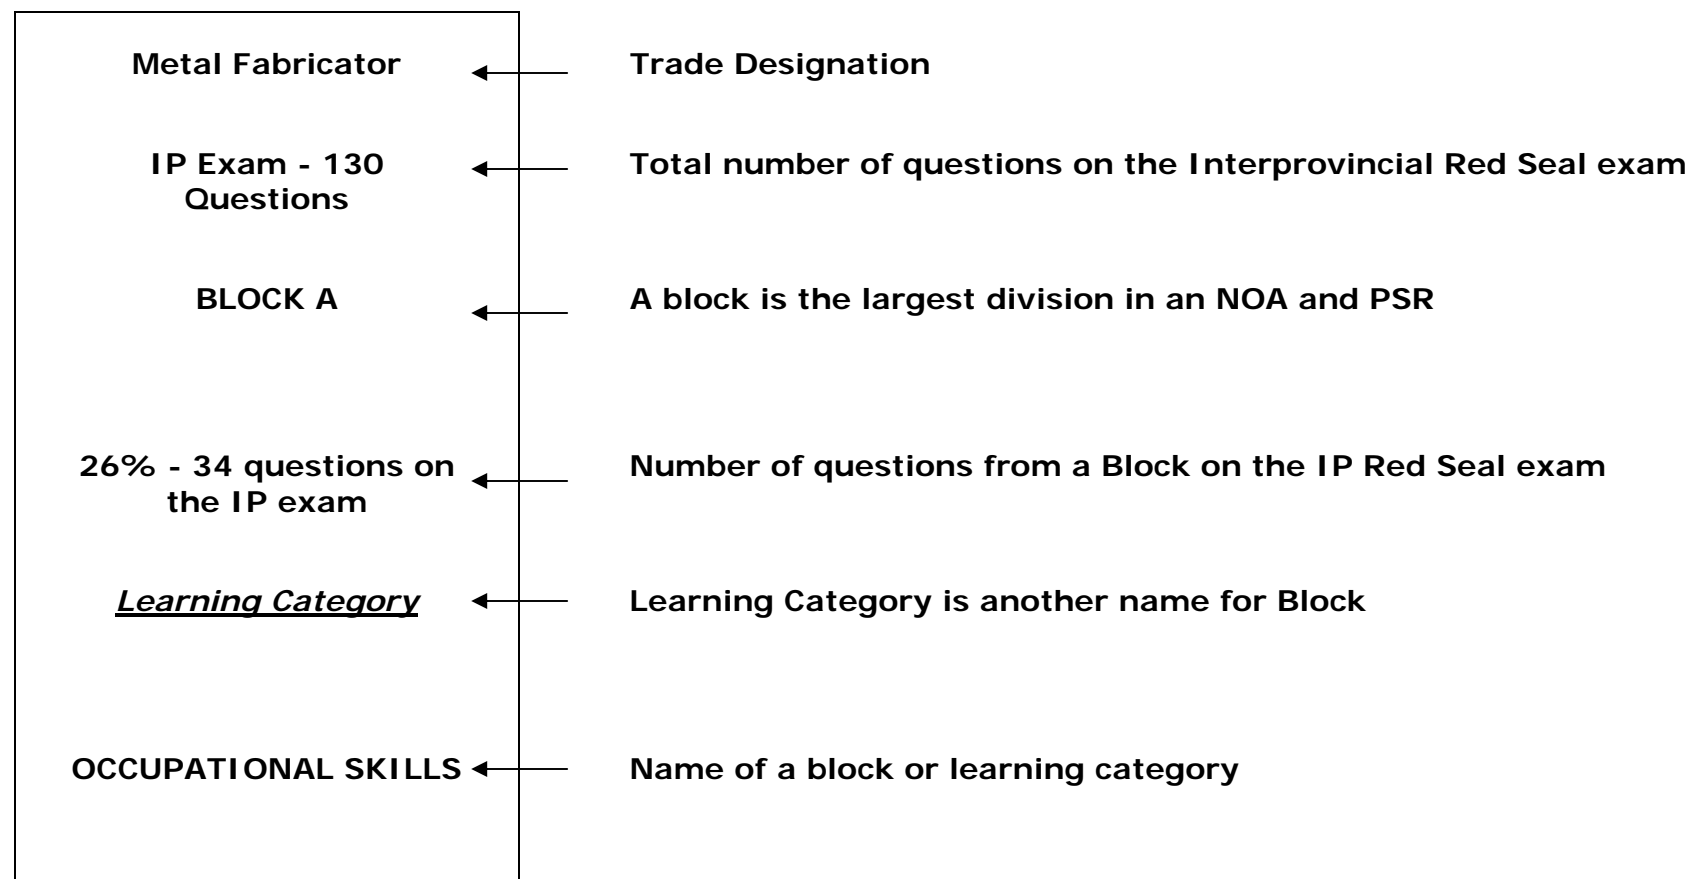 Metal Fabricator
Trade Designation
IP Exam - 130
Questions
Total number of questions on the Interprovincial Red Seal exam
BLOCK A
A block is the largest division in an NOA and PSR
26% - 34 questions on
the IP exam
Number of questions from a Block on the IP Red Seal exam
Learning Category
Learning Category is another name for Block
OCCUPATIONAL SKILLS
Name of a block or learning category